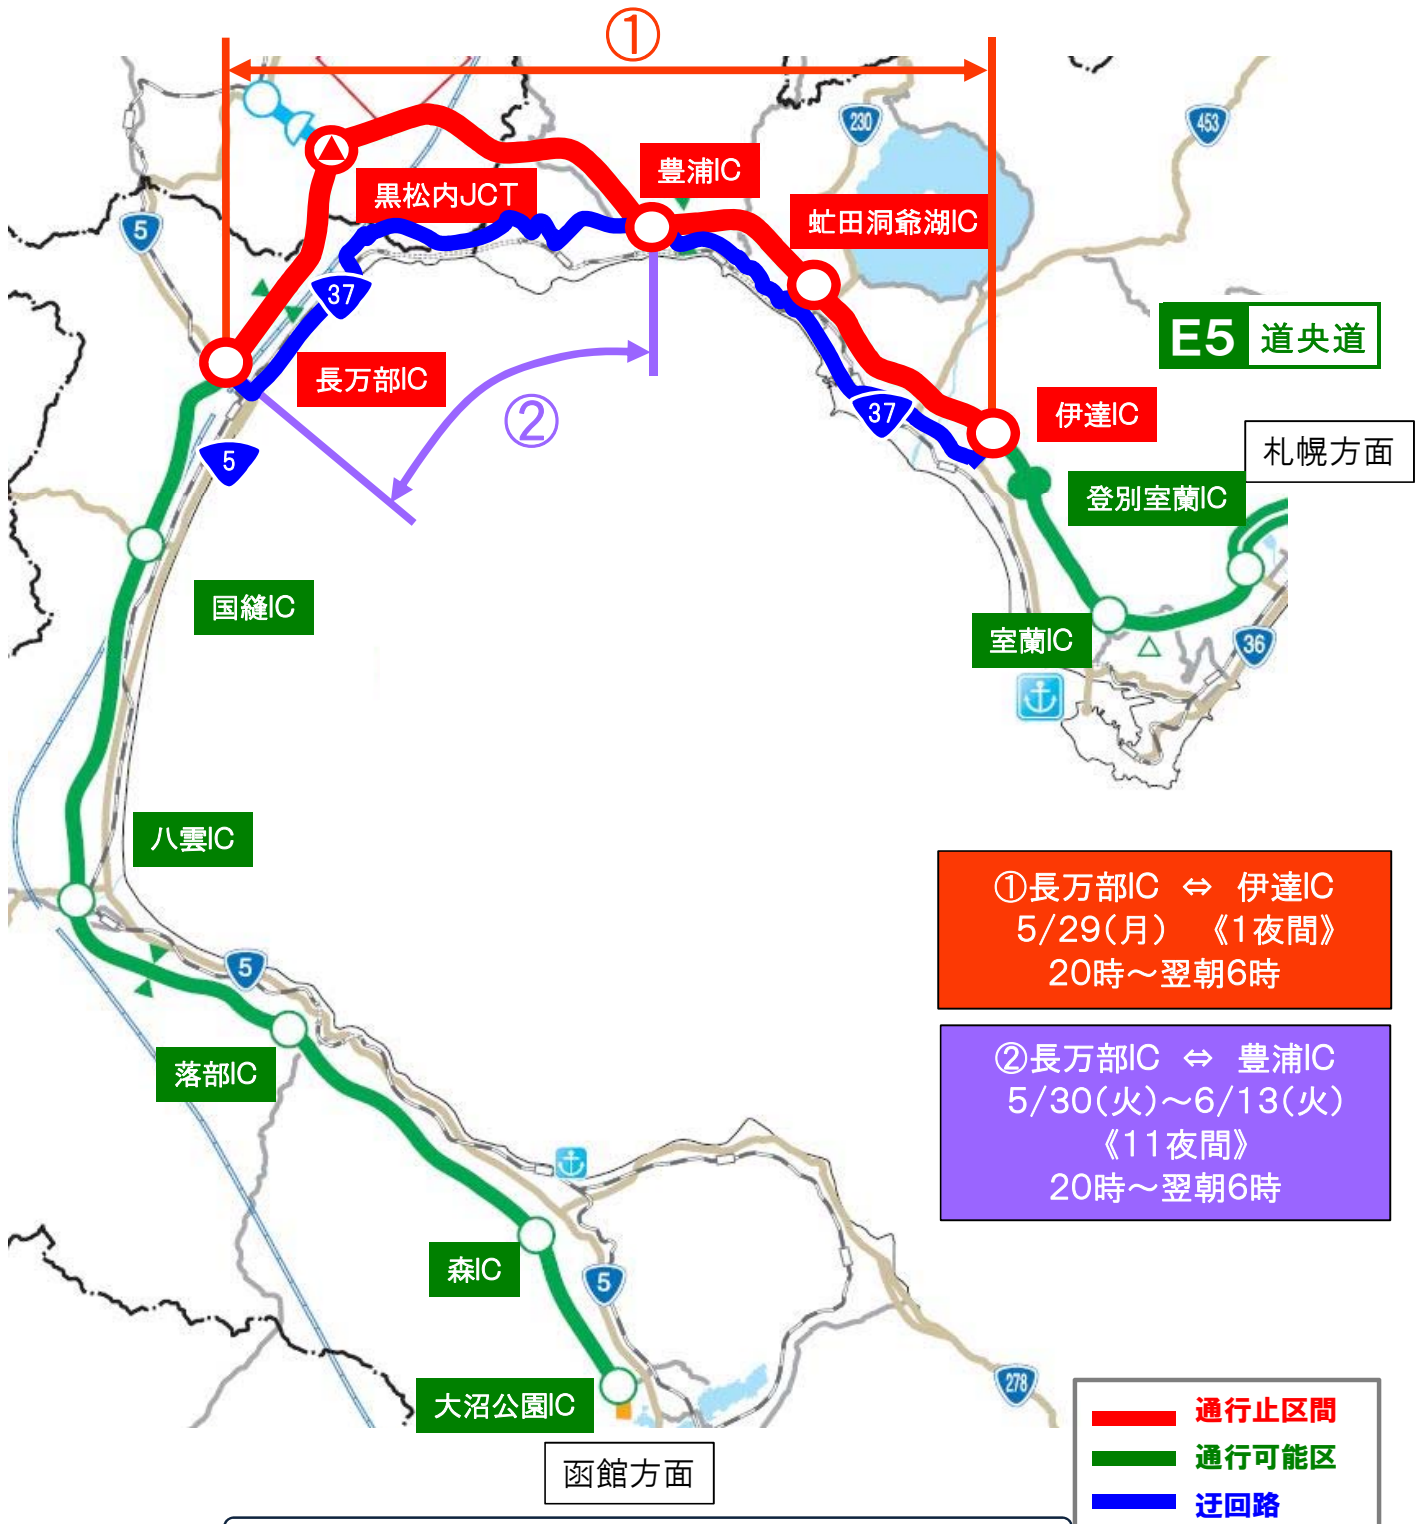 ①
230
453
豊浦IC
黒松内JCT
虻田洞爺湖IC
5
37
E5 道央道
長万部IC
②
37
伊達IC
札幌方面
5
登別室蘭IC
国縫IC
室蘭IC
36
八雲IC
①長万部IC ⇔ 伊達IC
5/29(月) 《1夜間》
20時～翌朝6時
5
②長万部IC ⇔ 豊浦IC
5/30(火)～6/13(火)
《11夜間》
20時～翌朝6時
落部IC
森IC
5
278
大沼公園IC
函館方面
通行止区間
通行可能区
迂回路